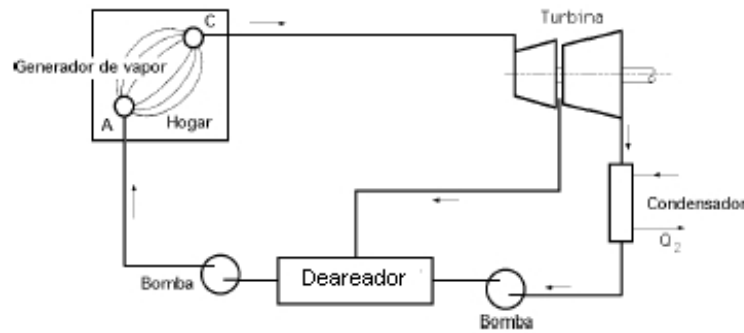 Turbina
C
Generador de vapor
A
Hogar
Condensador
Q2
Bomba
Deareador
Bomba